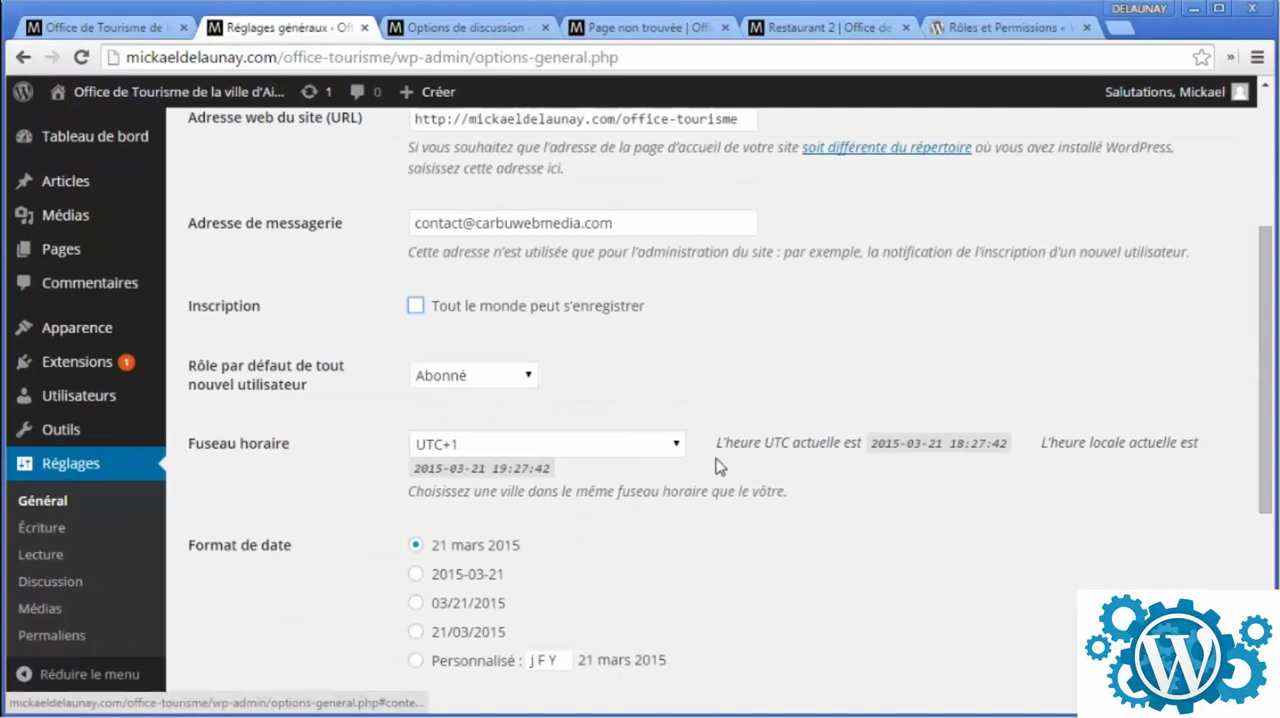 DELAUNAY
Office de Tourisme de l
Réglages généraux ‹ Off
Options de discussion
Page non trouvée | Offi
Restaurant 2 | Office de
Rôles et Permissions «
mickaeldelaunay.com/office-tourisme/wp-admin/options-general.php
»
Office de Tourisme de la ville d'Ai... 1 0 + Créer
Salutations, Mickael
Tableau de bord
Articles
Médias
Pages
Commentaires
Apparence
Extensions 1
Utilisateurs
Outils
Réglages
Général
Écriture
Lecture
Discussion
Médias
Permaliens
Réduire le menu
Adresse web du site (URL)
http://mickaeldelaunay.com/office-tourisme
Si vous souhaitez que l'adresse de la page d'accueil de votre site soit différente du répertoire où vous avez installé WordPress,
saisissez cette adresse ici.
Adresse de messagerie
contact@carbuwebmedia.com
Cette adresse n'est utilisée que pour l'administration du site : par exemple, la notification de l'inscription d'un nouvel utilisateur.
Inscription
Tout le monde peut s'enregistrer
Rôle par défaut de tout
nouvel utilisateur
Abonné
Fuseau horaire
UTC+1
L'heure UTC actuelle est 2015-03-21 18:27:42 L'heure locale actuelle est
2015-03-21 19:27:42
Choisissez une ville dans le même fuseau horaire que le vôtre.
Format de date
21 mars 2015
2015-03-21
03/21/2015
21/03/2015
Personnalisé : j F Y 21 mars 2015
mickaeldelaunay.com/office-tourisme/wp-admin/options-general.php#conte...